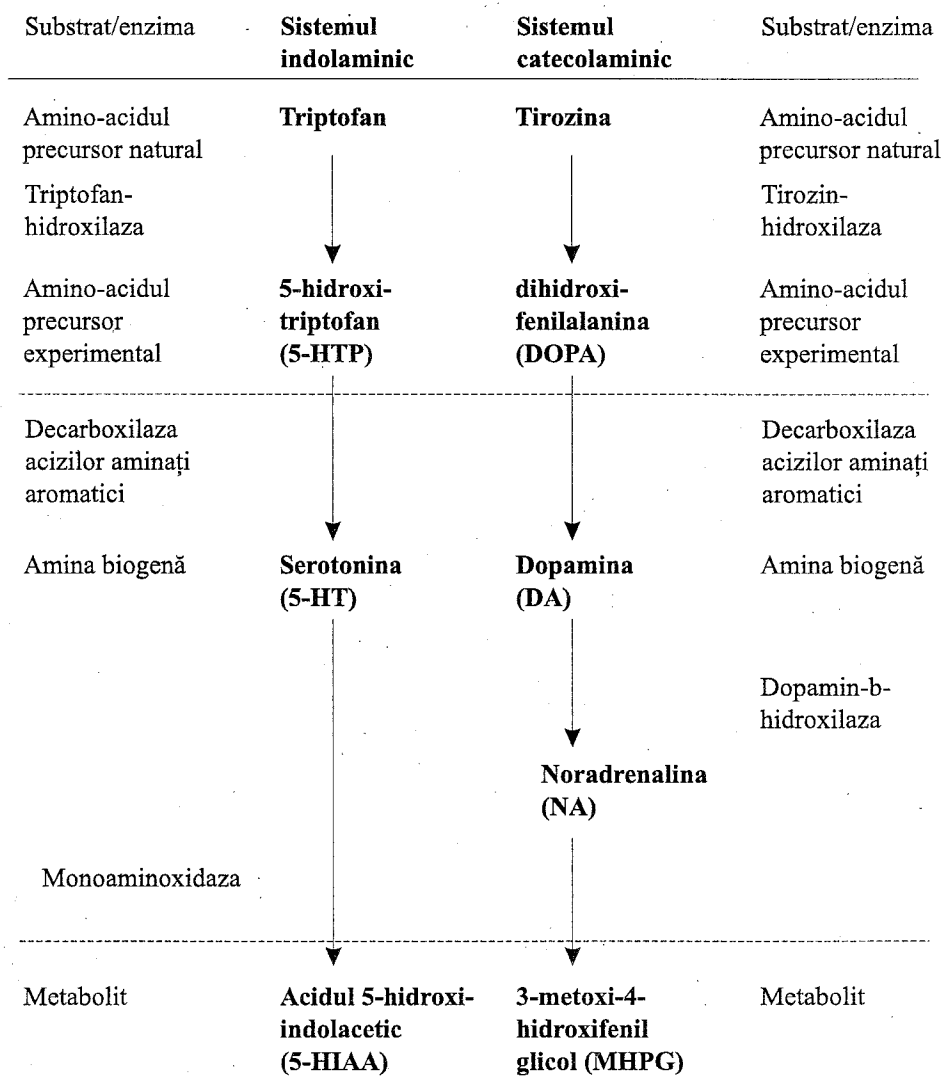 Substrat/enzima Sistemul Sistemul Substrat/enzima
indolaminic catecolaminic
Amino-acidul Triptofan Tirozina Amino-acidul
precursor natural precursor natural
Triptofan- Tirozin-
hidroxilaza hidroxilaza
Amino-acidul 5-hidroxi- dihidroxi- Amino-acidul
precursor triptofan fenilalanina precursor
experimental (5-HTP) (DOPA) experimental
Decarboxilaza Decarboxilaza
acizilor aminați acizilor aminați
aromatici aromatici
Amina biogenă Serotonina Dopamina Amina biogenă
(5-HT) (DA)
Dopamin-b-
hidroxilaza
Noradrenalina
(NA)
Monoaminoxidaza
Metabolit Acidul 5-hidroxi- 3-metoxi-4- Metabolit
indolacetic hidroxifenil
(5-HIAA) glicol (MHPG)